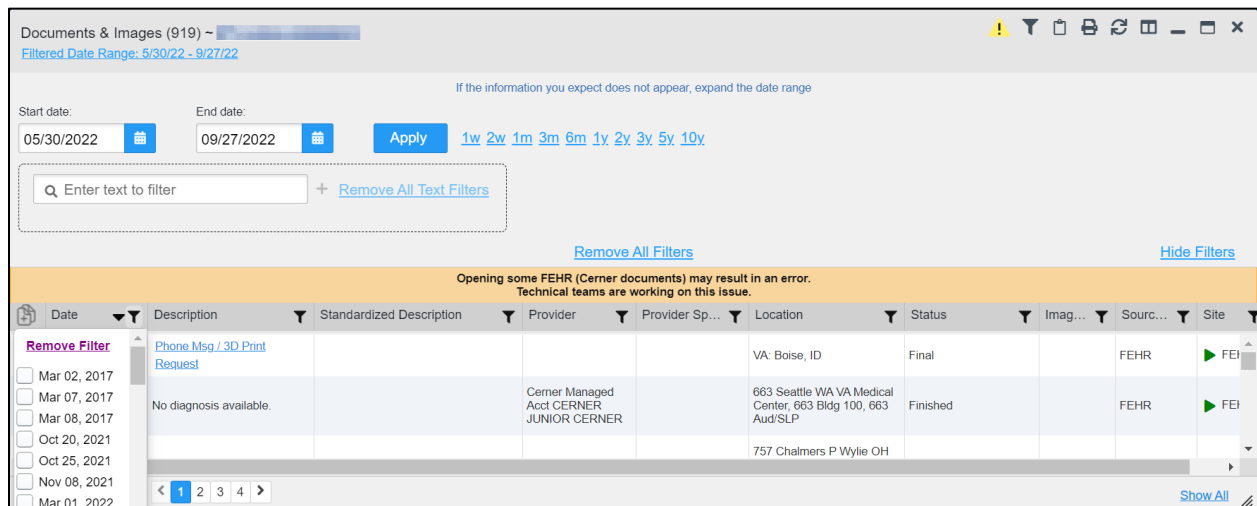 Documents & Images (919) ~
Filtered Date Range: 5/30/22 - 9/27/22
If the information you expect does not appear, expand the date range
Start date:
End date:
05/30/2022
09/27/2022
Apply
1w 2w 1m 3m 6m 1y 2y 3y 5y 10y
Enter text to filter
+ Remove All Text Filters
Remove All Filters
Hide Filters
Opening some FEHR (Cerner documents) may result in an error.
Technical teams are working on this issue.
Date Description Standardized Description Provider Provider Sp... Location Status Imag... Sourc... Site
Remove Filter
Mar 02, 2017
Mar 07, 2017
Mar 08, 2017
Oct 20, 2021
Oct 25, 2021
Nov 08, 2021
Mar 01, 2022
Phone Msg / 3D Print
Request
VA: Boise, ID
Final
FEHR
No diagnosis available.
Cerner Managed
Acct CERNER
JUNIOR CERNER
663 Seattle WA VA Medical
Center, 663 Bldg 100, 663
Aud/SLP
Finished
FEHR
757 Chalmers P Wylie OH
< 1 2 3 4 >
Show All